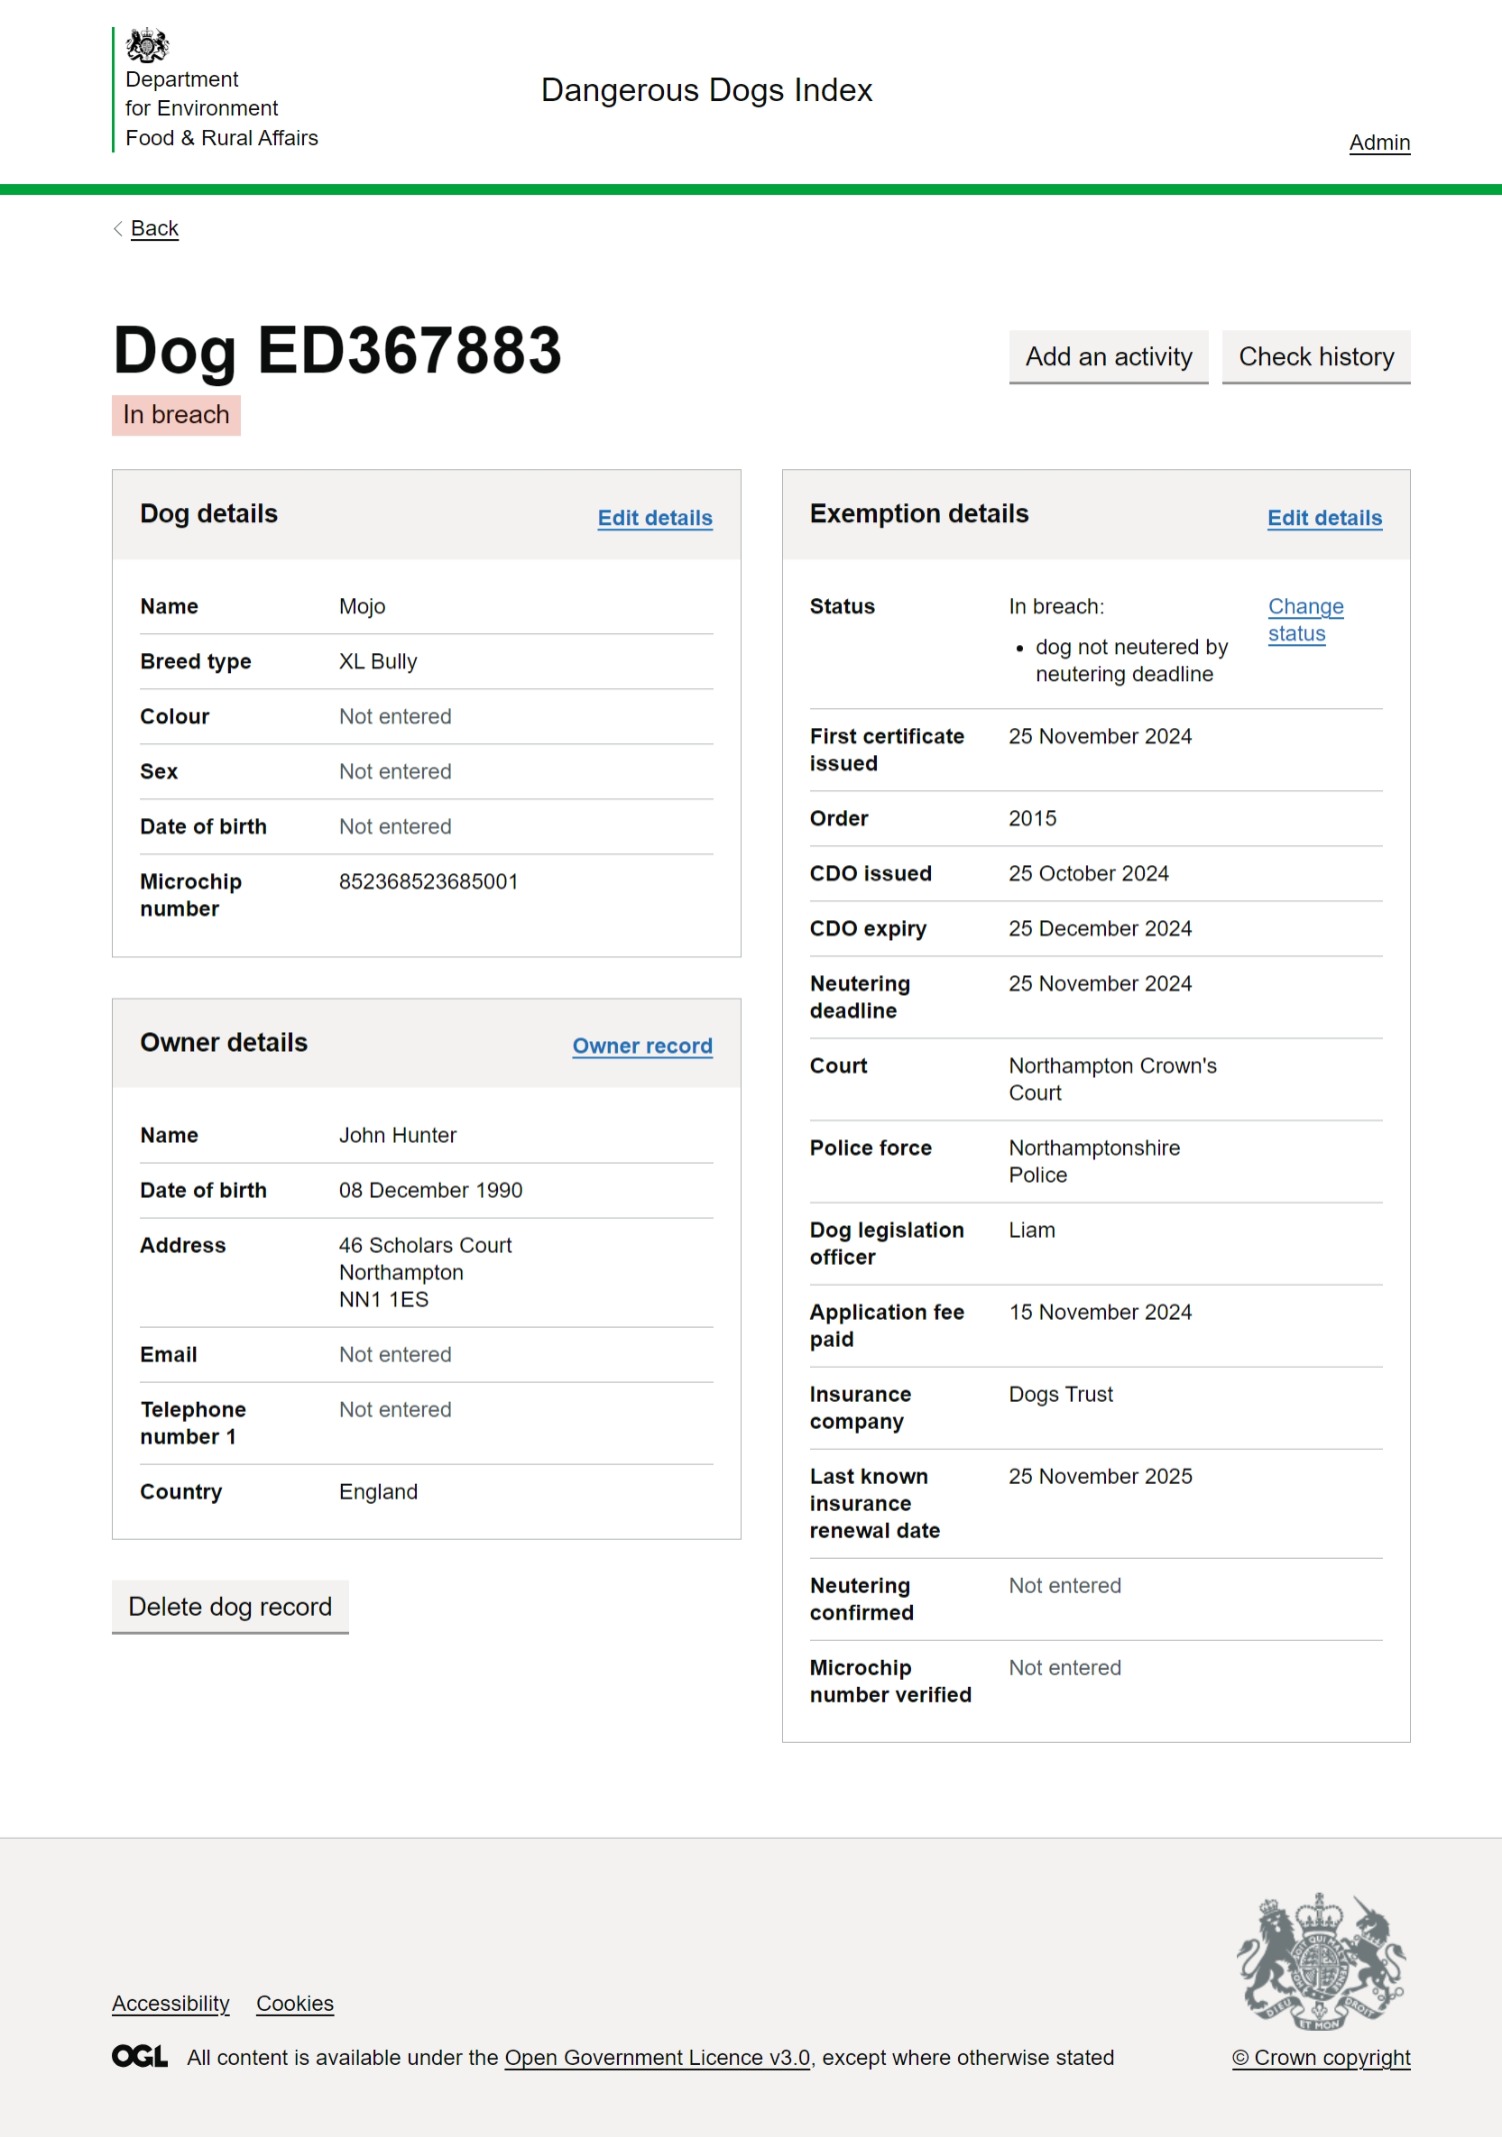 Department
for Environment
Food & Rural Affairs
Dangerous Dogs Index
Admin
Back
Dog ED367883
In breach
Add an activity
Check history
Dog details
Edit details
Name Mojo
Breed type XL Bully
Colour Not entered
Sex Not entered
Date of birth Not entered
Microchip 852368523685001
number
Owner details
Owner record
Name John Hunter
Date of birth 08 December 1990
Address 46 Scholars Court
Northampton
NN1 1ES
Email Not entered
Telephone Not entered
number 1
Country England
Delete dog record
Exemption details
Edit details
Status In breach: Change
status
• dog not neutered by
neutering deadline
First certificate 25 November 2024
issued
Order 2015
CDO issued 25 October 2024
CDO expiry 25 December 2024
Neutering 25 November 2024
deadline
Court Northampton Crown's
Court
Police force Northamptonshire
Police
Dog legislation Liam
officer
Application fee 15 November 2024
paid
Insurance Dogs Trust
company
Last known 25 November 2025
insurance
renewal date
Neutering Not entered
confirmed
Microchip Not entered
number verified
Accessibility Cookies
OGL All content is available under the Open Government Licence v3.0, except where otherwise stated
DIEU ET MON DROIT
© Crown copyright